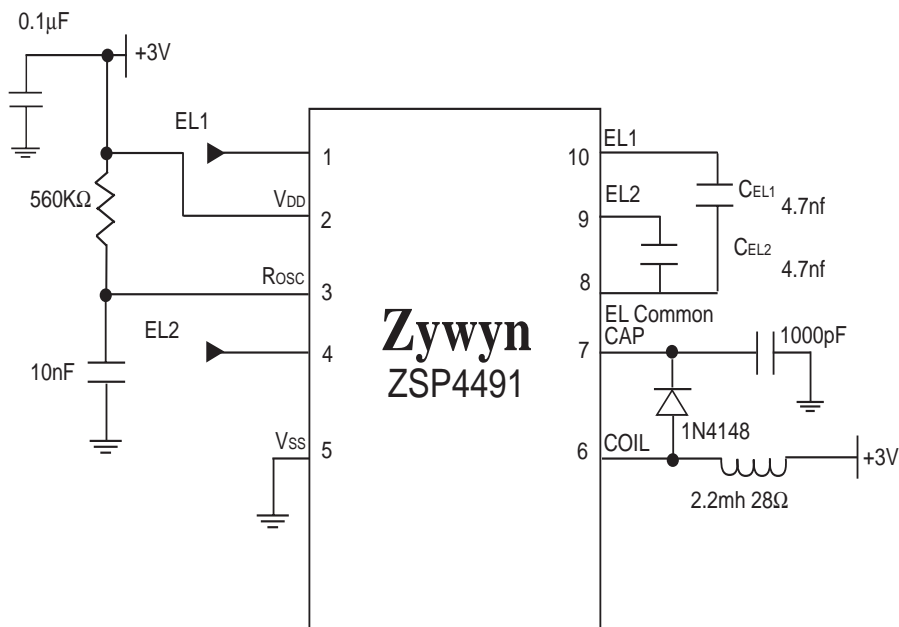 0.1μF
+3V
EL1
560KΩ
VDD
ROSC
EL2
10nF
VSS
1
2
3
4
5
Zywyn
ZSP4491
10
9
8
7
6
EL1
EL2
CEL1
4.7nf
CEL2
4.7nf
EL Common
CAP
1000pF
1N4148
COIL
+3V
2.2mh 28Ω